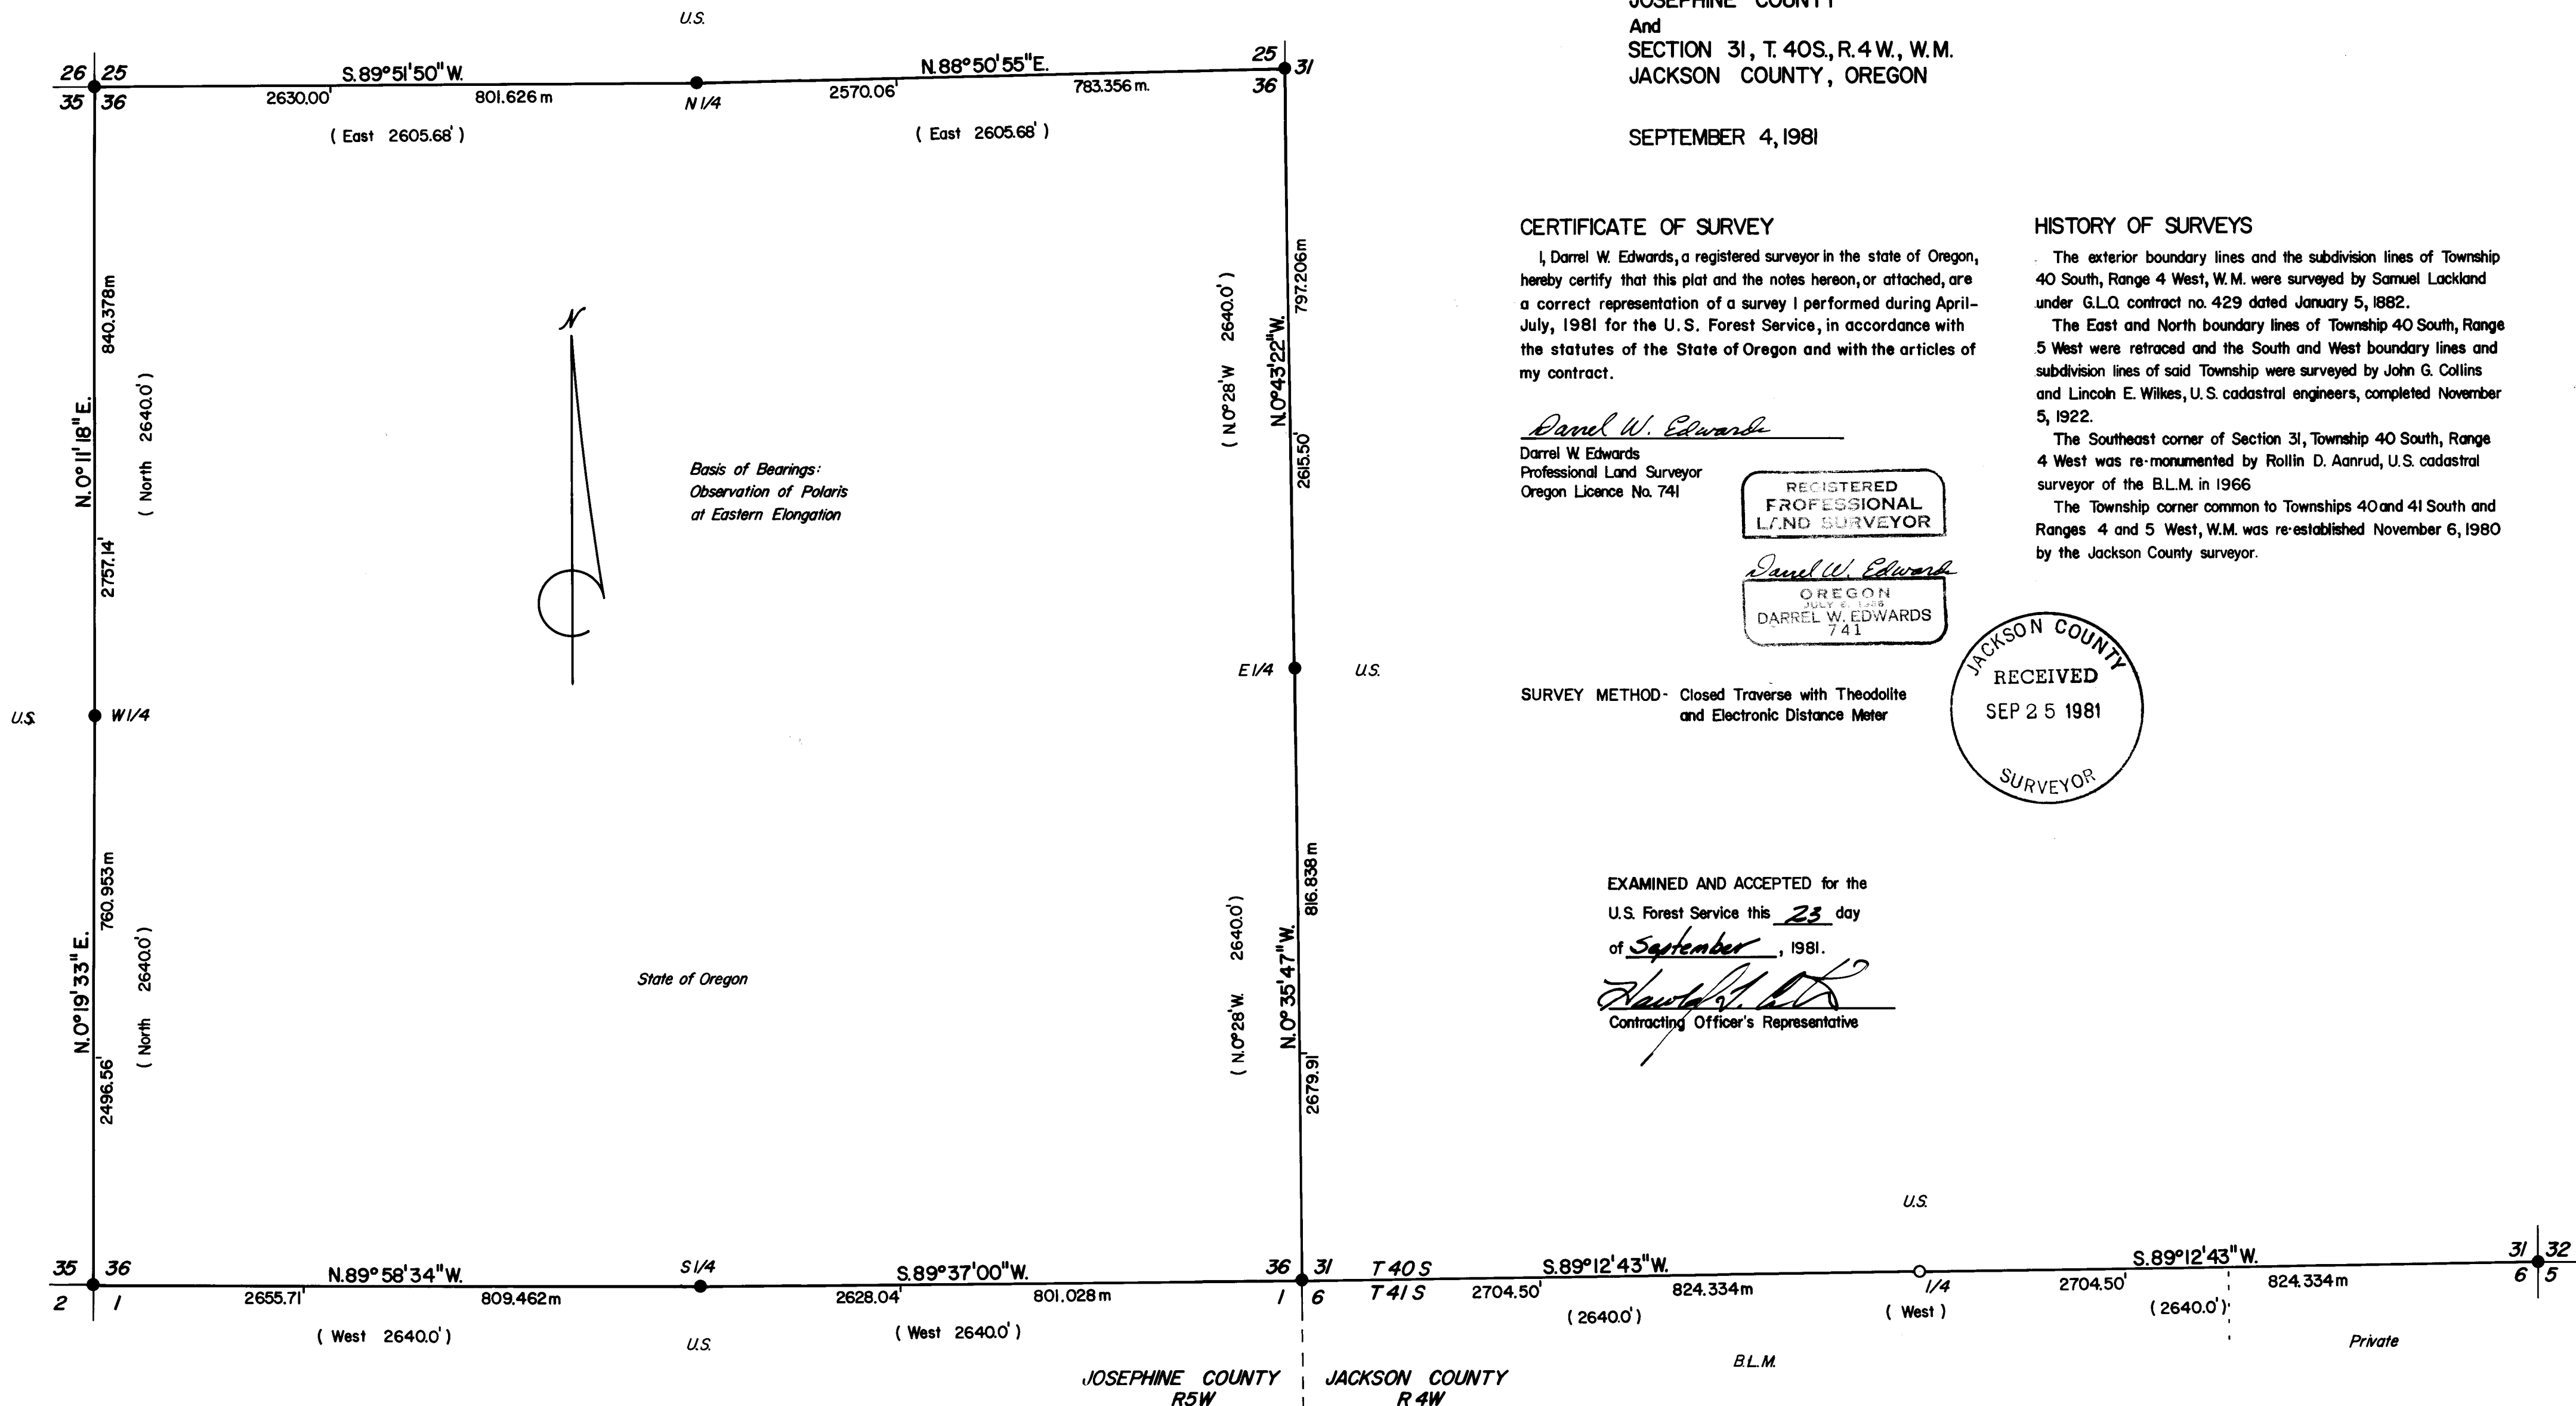 U.S.
JOSEPHINE COUNTY
And
SECTION 31, T. 40S., R. 4 W., W.M.
JACKSON COUNTY, OREGON
SEPTEMBER 4, 1981
26 25
35 36
S. 89°51'50" W.
2630.00' 801.626 m
( East 2605.68' )
N 1/4
N. 88°50'55" E.
2570.06' 783.356 m.
( East 2605.68' )
25
36
31
N. 0°11'18" E.
840.378m
2757.14'
( North 2640.0' )
N
Basis of Bearings:
Observation of Polaris
at Eastern Elongation
( N.0°28'W 2640.0' )
N.0°43'22" W.
797.206m
2615.50'
U.S.
W 1/4
E 1/4
U.S.
N. 0°19'33" E.
760.953m
2496.56'
( North 2640.0' )
State of Oregon
( N.0°28'W. 2640.0' )
N.0°35'47" W.
816.838 m
2679.91'
CERTIFICATE OF SURVEY
I, Darrel W. Edwards, a registered surveyor in the state of Oregon,
hereby certify that this plat and the notes hereon, or attached, are
a correct representation of a survey I performed during April-
July, 1981 for the U.S. Forest Service, in accordance with
the statutes of the State of Oregon and with the articles of
my contract.
Darrel W. Edwards
Darrel W. Edwards
Professional Land Surveyor
Oregon Licence No. 741
REGISTERED
PROFESSIONAL
LAND SURVEYOR
Darrel W. Edwards
OREGON
DARREL W. EDWARDS
741
HISTORY OF SURVEYS
The exterior boundary lines and the subdivision lines of Township
40 South, Range 4 West, W.M. were surveyed by Samuel Lackland
under G.L.O. contract no. 429 dated January 5, 1882.
The East and North boundary lines of Township 40 South, Range
5 West were retraced and the South and West boundary lines and
subdivision lines of said Township were surveyed by John G. Collins
and Lincoln E. Wilkes, U.S. cadastral engineers, completed November
5, 1922.
The Southeast corner of Section 31, Township 40 South, Range
4 West was re-monumented by Rollin D. Aanrud, U.S. cadastral
surveyor of the B.L.M. in 1966
The Township corner common to Townships 40 and 41 South and
Ranges 4 and 5 West, W.M. was re-established November 6, 1980
by the Jackson County surveyor.
SURVEY METHOD- Closed Traverse with Theodolite
and Electronic Distance Meter
JACKSON COUNTY
RECEIVED
SEP 25 1981
SURVEYOR
EXAMINED AND ACCEPTED for the
U.S. Forest Service this 23 day
of September, 1981.
Contracting Officer's Representative
35 36
2 1
N. 89°58'34" W.
2655.71' 809.462m
( West 2640.0' )
S 1/4
U.S.
S. 89°37'00" W.
2628.04' 801.028 m
( West 2640.0' )
36 31
1 6
T 40 S
T 41 S
S. 89°12'43" W.
2704.50' 824.334m
( 2640.0' )
U.S.
1/4
( West )
S. 89°12'43" W.
2704.50' 824.334m
( 2640.0' )
31 32
6 5
Private
B.L.M.
JOSEPHINE COUNTY
R5W
JACKSON COUNTY
R 4W